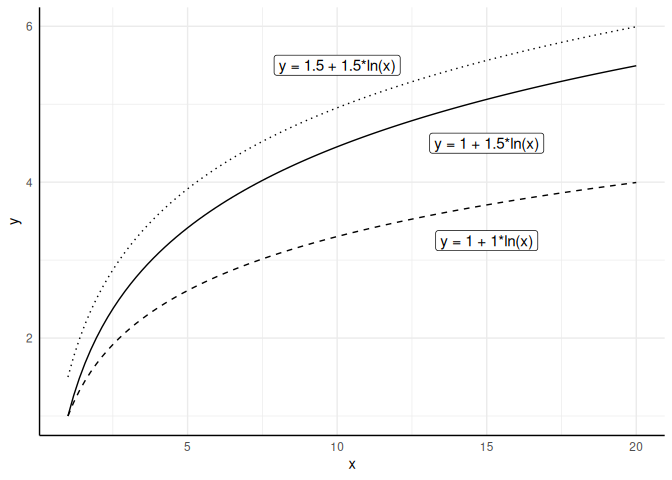 6
y = 1.5 + 1.5*ln(x)
y = 1 + 1.5*ln(x)
4
y
y = 1 + 1*ln(x)
2
5
10
15
20
x